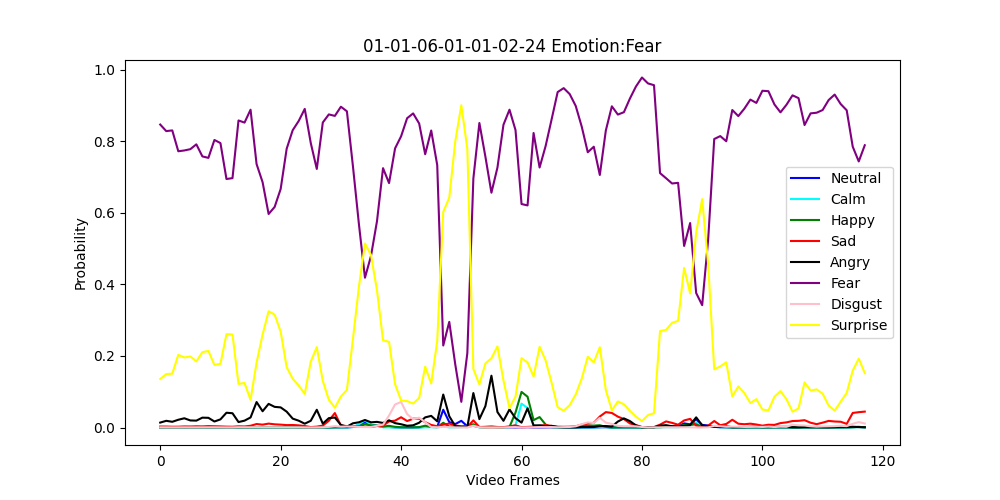 01-01-06-01-01-02-24 Emotion:Fear
1.0
0.8
0.6
0.4
0.2
0.0
Probability
0
20
40
60
80
100
120
Video Frames
Neutral
Calm
Happy
Sad
Angry
Fear
Disgust
Surprise